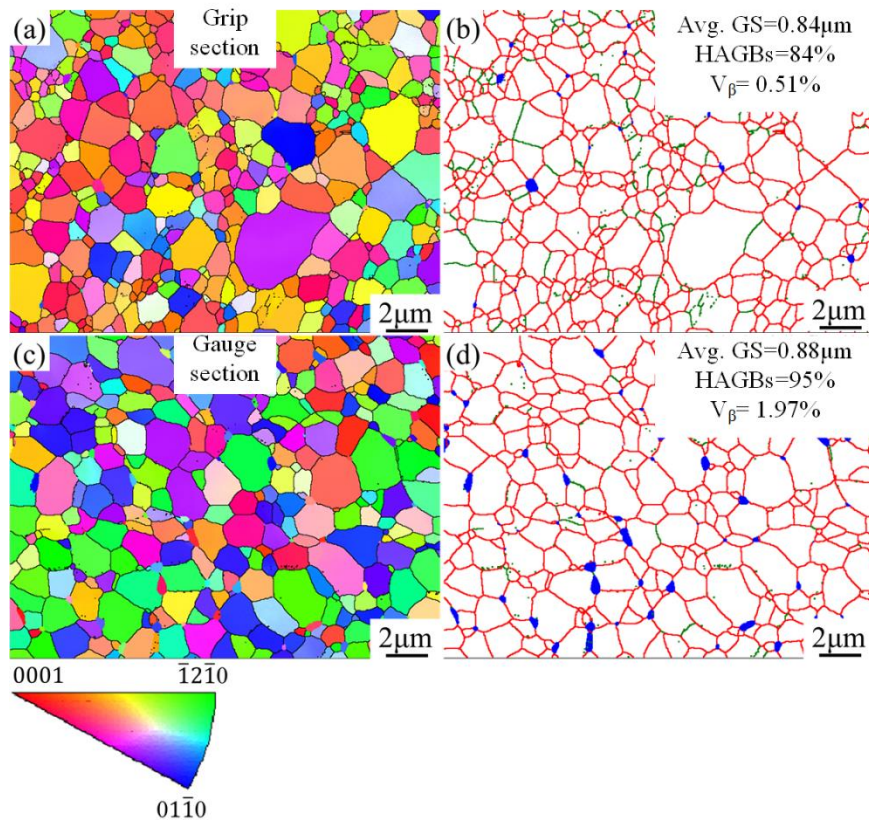 (a)
Grip
section
2μm
(b)
Avg. GS=0.84μm
HAGBs=84%
Vβ= 0.51%
2μm
(c)
Gauge
section
2μm
(d)
Avg. GS=0.88μm
HAGBs=95%
Vβ= 1.97%
2μm
0001
1̅21̅0
011̅0